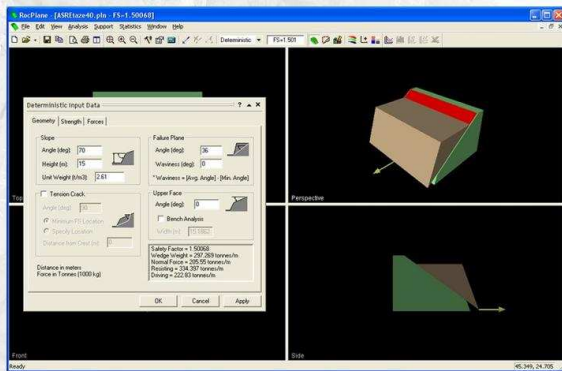 RocPlane - [ASREtaze40.pln - FS=1.50068]
File Edit View Analysis Support Statistics Window Help
Deterministic FS=1.501
Deterministic Input Data
Geometry Strength Forces
Slope
Angle (deg): 70
Height (m): 15
Unit Weight (t/m3) 2.61
Failure Plane
Angle (deg): 36
Waviness (deg): 0
* Waviness = [Avg. Angle] - [Min. Angle]
Tension Crack
Angle (deg): 90
Minimum FS Location
Specify Location
Distance from Crest (m): 0
Upper Face
Angle (deg): 0
Bench Analysis
Width (m):
Distance in meters
Force in Tonnes (1000 kg)
Safety Factor = 1.50068
Wedge Weight = 297.269 tonnes/m
Normal Force = 205.55 tonnes/m
Resisting = 334.397 tonnes/m
Driving = 222.83 tonnes/m
OK Cancel Apply
Top
Perspective
Front
Side
Ready
45.349, 24.705